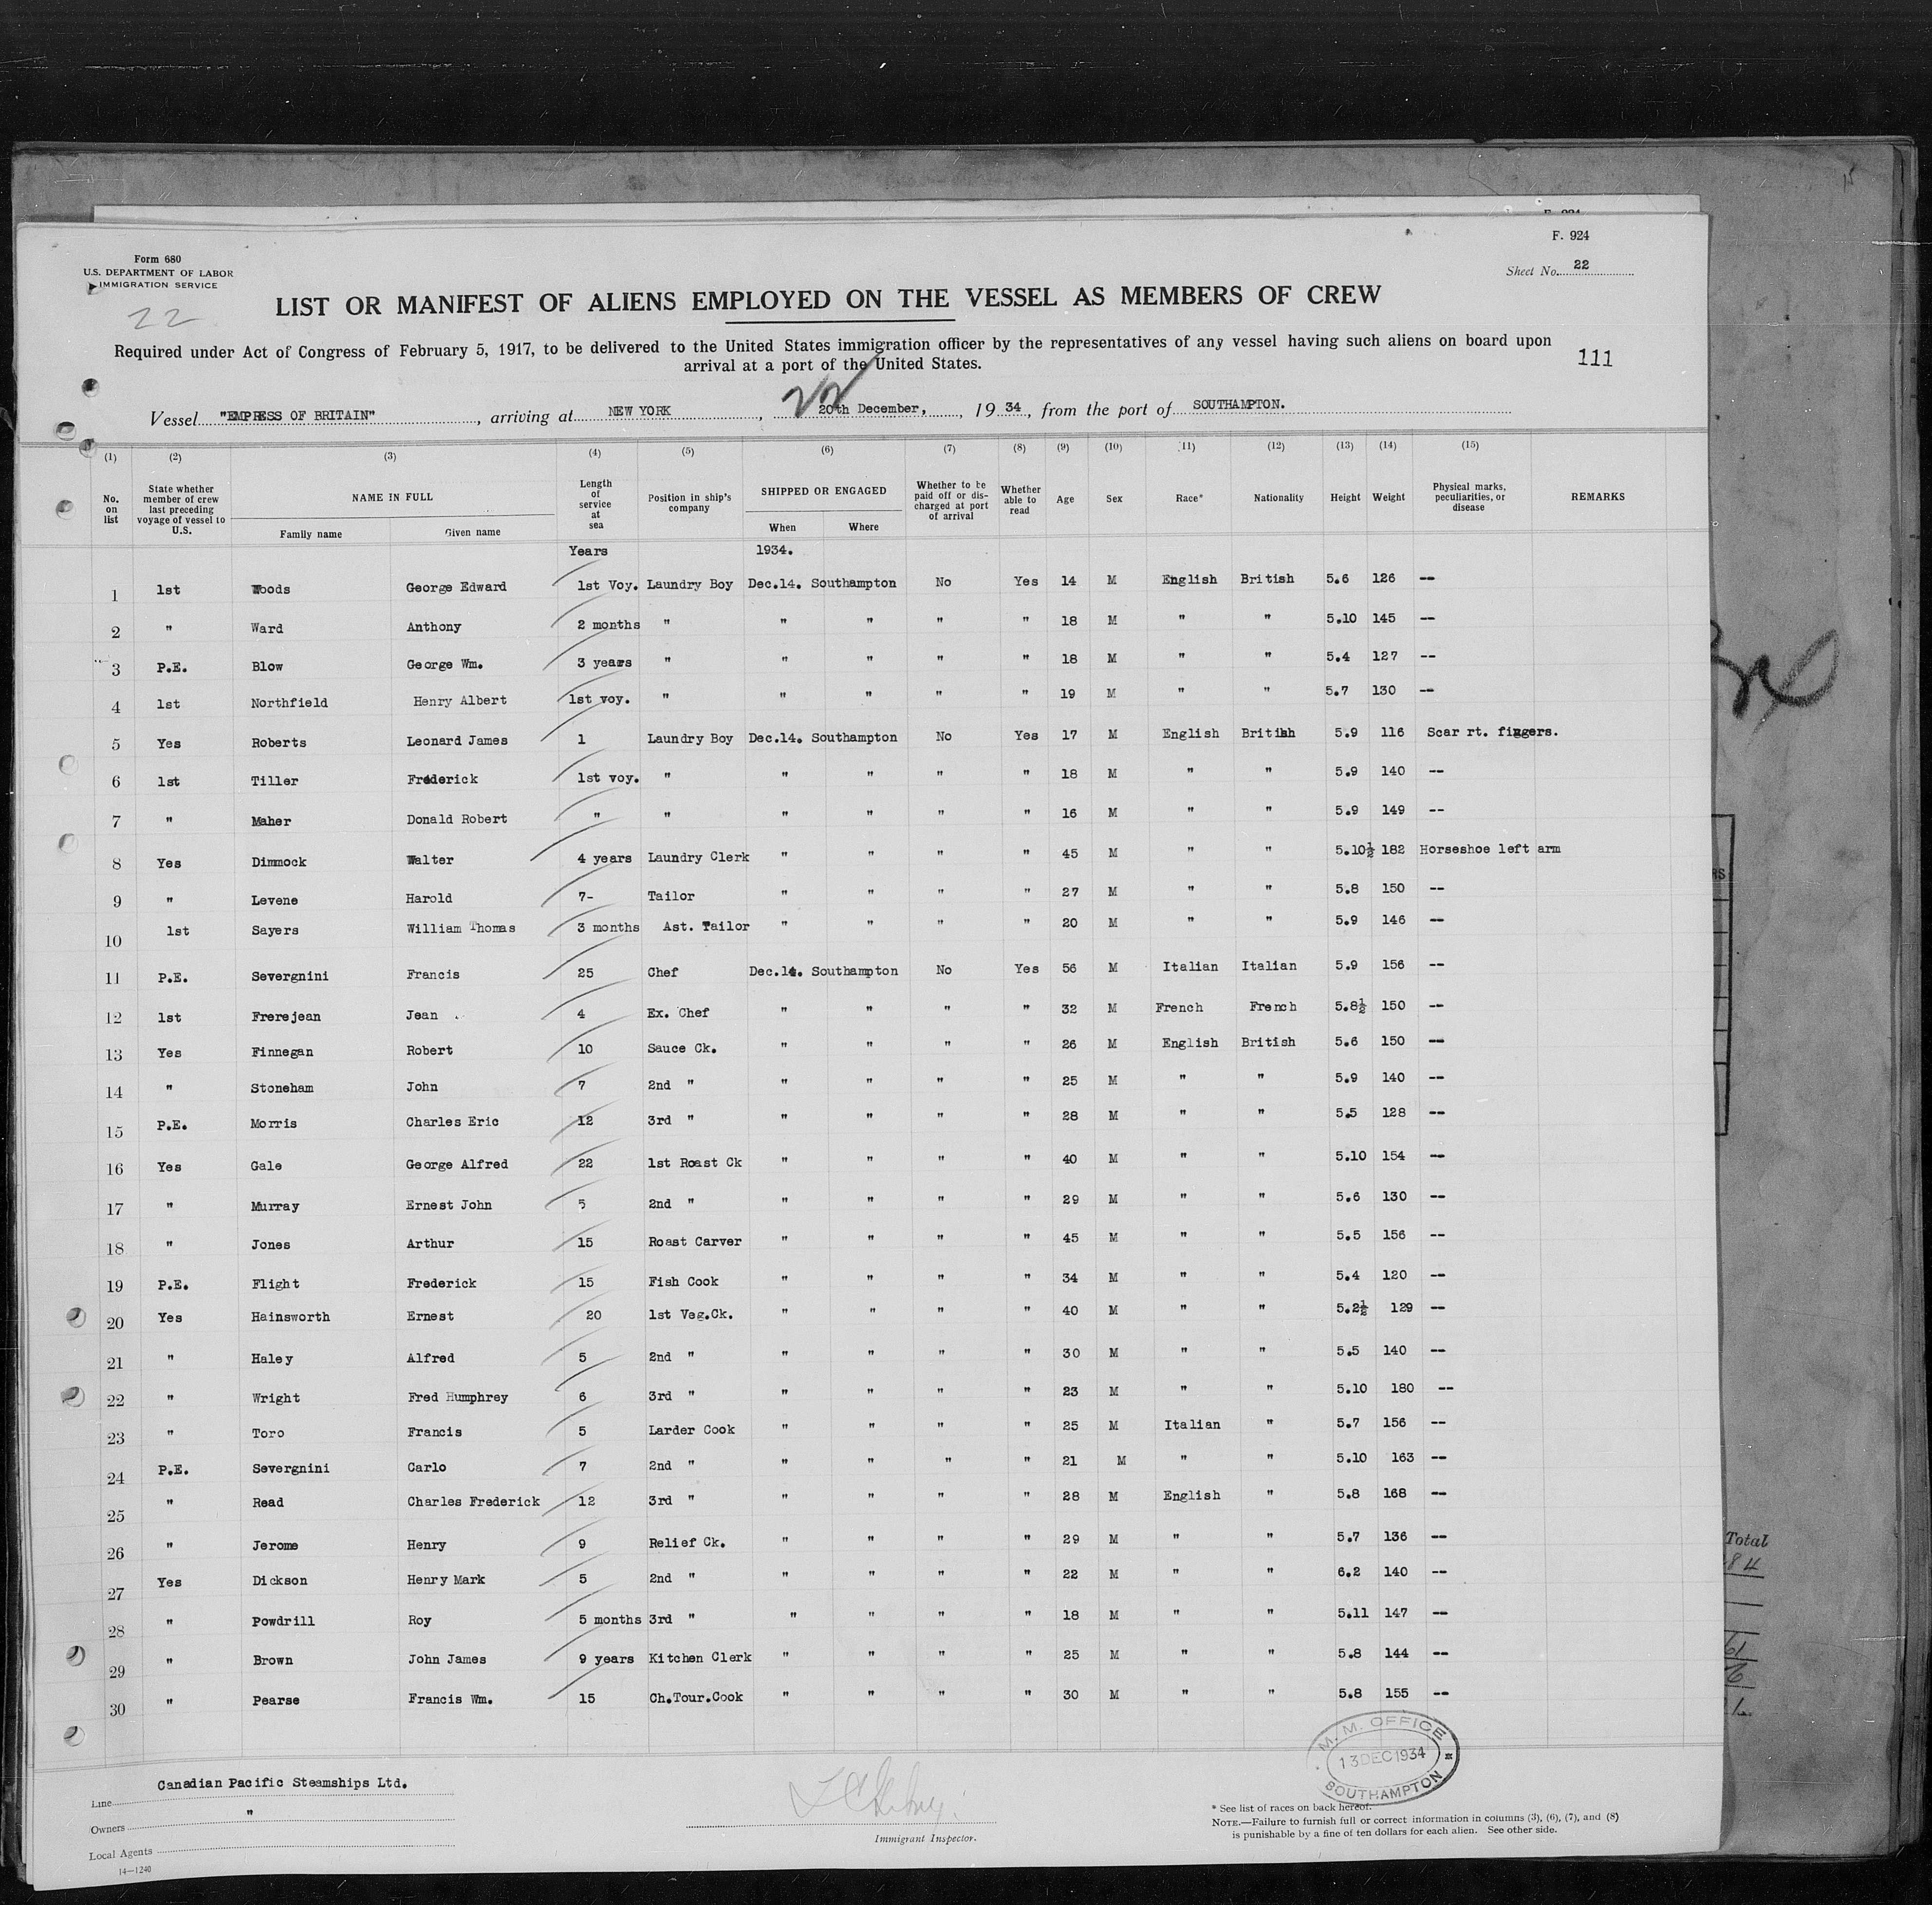 F. 924
Form 680
U.S. DEPARTMENT OF LABOR
IMMIGRATION SERVICE
Sheet No. 22
22
LIST OR MANIFEST OF ALIENS EMPLOYED ON THE VESSEL AS MEMBERS OF CREW
Required under Act of Congress of February 5, 1917, to be delivered to the United States immigration officer by the representatives of any vessel having such aliens on board upon
arrival at a port of the United States.
111
22
Vessel "EMPRESS OF BRITAIN", arriving at NEW YORK, 20th December, 1934, from the port of SOUTHAMPTON.
(1) (2) (3) (4) (5) (6) (7) (8) (9) (10) (11) (12) (13) (14) (15)
No. on list | State whether member of crew last preceding voyage of vessel to U.S. | NAME IN FULL Family name Given name | Length of service at sea | Position in ship's company | SHIPPED OR ENGAGED When Where | Whether to be paid off or discharged at port of arrival | Whether able to read | Age | Sex | Race* | Nationality | Height | Weight | Physical marks, peculiarities, or disease | REMARKS
Years 1934.
1 1st Woods George Edward 1st Voy. Laundry Boy Dec.14. Southampton No Yes 14 M English British 5.6 126 --
2 " Ward Anthony 2 months " " " " " 18 M " " 5.10 145 --
3 P.E. Blow George Wm. 3 years " " " " " 18 M " " 5.4 127 --
4 1st Northfield Henry Albert 1st voy. " " " " " 19 M " " 5.7 130 --
5 Yes Roberts Leonard James 1 Laundry Boy Dec.14. Southampton No Yes 17 M English British 5.9 116 Scar rt. fingers.
6 1st Tiller Frederick 1st voy. " " " " " 18 M " " 5.9 140 --
7 " Maher Donald Robert " " " " " " 16 M " " 5.9 149 --
8 Yes Dimmock Walter 4 years Laundry Clerk " " " " 45 M " " 5.10½ 182 Horseshoe left arm
9 " Levene Harold 7- Tailor " " " " 27 M " " 5.8 150 --
10 1st Sayers William Thomas 3 months Ast. Tailor " " " " 20 M " " 5.9 146 --
11 P.E. Severgnini Francis 25 Chef Dec.14. Southampton No Yes 56 M Italian Italian 5.9 156 --
12 1st Frerejean Jean 4 Ex. Chef " " " " 32 M French French 5.8½ 150 --
13 Yes Finnegan Robert 10 Sauce Ck. " " " " 26 M English British 5.6 150 --
14 " Stoneham John 7 2nd " " " " " 25 M " " 5.9 140 --
15 P.E. Morris Charles Eric 12 3rd " " " " " 28 M " " 5.5 128 --
16 Yes Gale George Alfred 22 1st Roast Ck " " " " 40 M " " 5.10 154 --
17 " Murray Ernest John 5 2nd " " " " " 29 M " " 5.6 130 --
18 " Jones Arthur 15 Roast Carver " " " " 45 M " " 5.5 156 --
19 P.E. Flight Frederick 15 Fish Cook " " " " 34 M " " 5.4 120 --
20 Yes Hainsworth Ernest 20 1st Veg.Ck. " " " " 40 M " " 5.2½ 129 --
21 " Haley Alfred 5 2nd " " " " " 30 M " " 5.5 140 --
22 " Wright Fred Humphrey 6 3rd " " " " " 23 M " " 5.10 180 --
23 " Toro Francis 5 Larder Cook " " " " 25 M Italian " 5.7 156 --
24 P.E. Severgnini Carlo 7 2nd " " " " " 21 M " " 5.10 163 --
25 " Read Charles Frederick 12 3rd " " " " " 28 M English " 5.8 168 --
26 " Jerome Henry 9 Relief Ck. " " " " 29 M " " 5.7 136 --
27 Yes Dickson Henry Mark 5 2nd " " " " " 22 M " " 6.2 140 --
28 " Powdrill Roy 5 months 3rd " " " " " 18 M " " 5.11 147 --
29 " Brown John James 9 years Kitchen Clerk " " " " 25 M " " 5.8 144 --
30 " Pearse Francis Wm. 15 Ch.Tour.Cook " " " " 30 M " " 5.8 155 --
Total
84
M. M. OFFICE
13 DEC 1934
SOUTHAMPTON
Line Canadian Pacific Steamships Ltd.
Owners "
Local Agents
14—1240
Immigrant Inspector.
* See list of races on back hereof.
NOTE.—Failure to furnish full or correct information in columns (3), (6), (7), and (8)
is punishable by a fine of ten dollars for each alien. See other side.